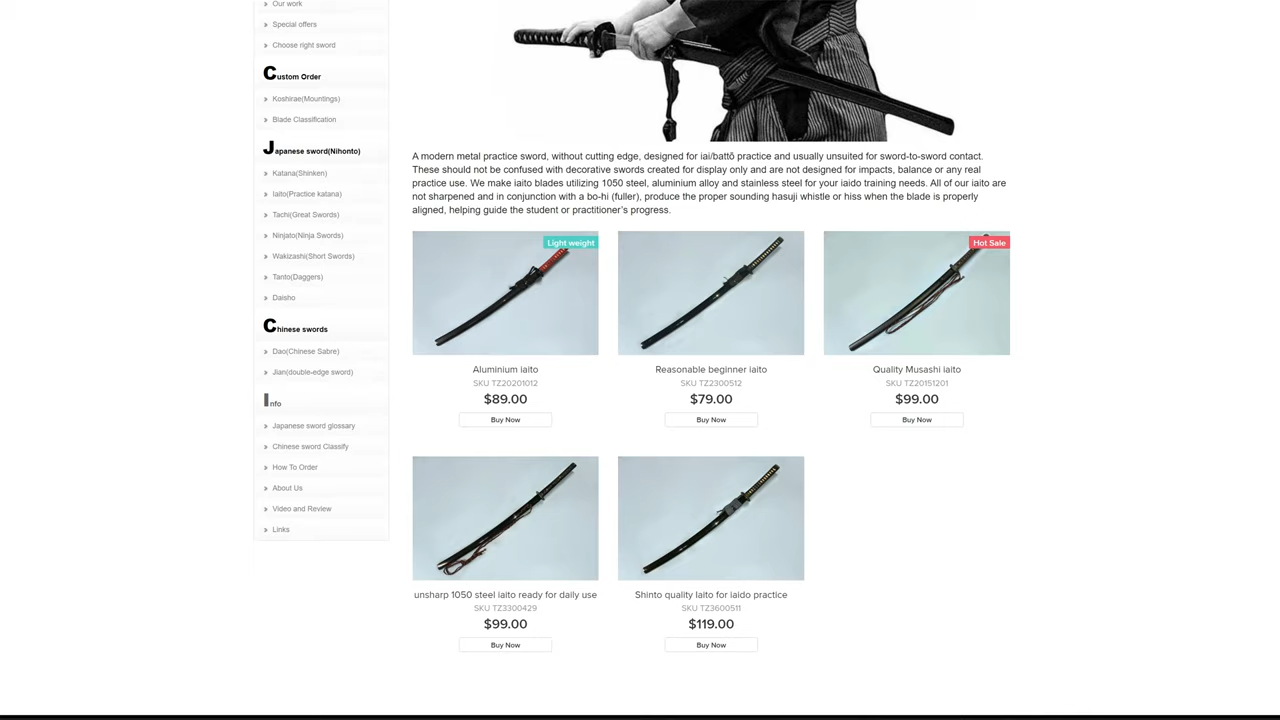 Our work
Special offers
Choose right sword
Custom Order
Koshirae(Mountings)
Blade Classification
Japanese sword(Nihonto)
Katana(Shinken)
Iaito(Practice katana)
Tachi(Great Swords)
Ninjato(Ninja Swords)
Wakizashi(Short Swords)
Tanto(Daggers)
Daisho
Chinese swords
Dao(Chinese Sabre)
Jian(double-edge sword)
Info
Japanese sword glossary
Chinese sword Classify
How To Order
About Us
Video and Review
Links
A modern metal practice sword, without cutting edge, designed for iai/battō practice and usually unsuited for sword-to-sword contact.
These should not be confused with decorative swords created for display only and are not designed for impacts, balance or any real
practice use. We make iaito blades utilizing 1050 steel, aluminium alloy and stainless steel for your iaido training needs. All of our iaito are
not sharpened and in conjunction with a bo-hi (fuller), produce the proper sounding hasuji whistle or hiss when the blade is properly
aligned, helping guide the student or practitioner's progress.
Light weight
Hot Sale
Aluminium iaito
SKU TZ20201012
$89.00
Buy Now
Reasonable beginner iaito
SKU TZ2300512
$79.00
Buy Now
Quality Musashi iaito
SKU TZ20151201
$99.00
Buy Now
unsharp 1050 steel iaito ready for daily use
SKU TZ3300429
$99.00
Buy Now
Shinto quality Iaito for iaido practice
SKU TZ3600511
$119.00
Buy Now